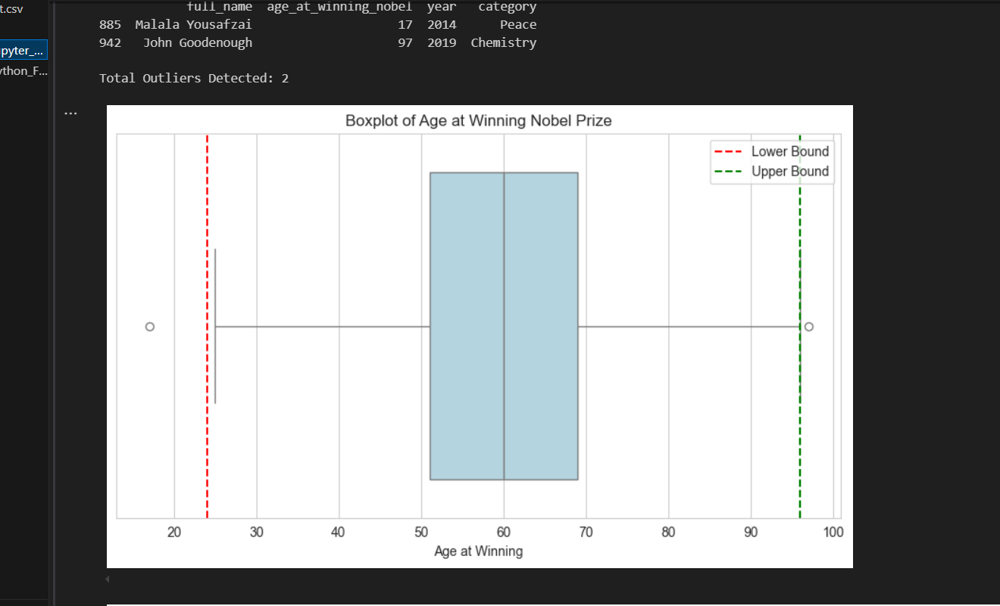 t.csv
full_name age_at_winning_nobel year category
885 Malala Yousafzai 17 2014 Peace
pyter_...
942 John Goodenough 97 2019 Chemistry
ython_F...
Total Outliers Detected: 2
...
Boxplot of Age at Winning Nobel Prize
Lower Bound
Upper Bound
20 30 40 50 60 70 80 90 100
Age at Winning